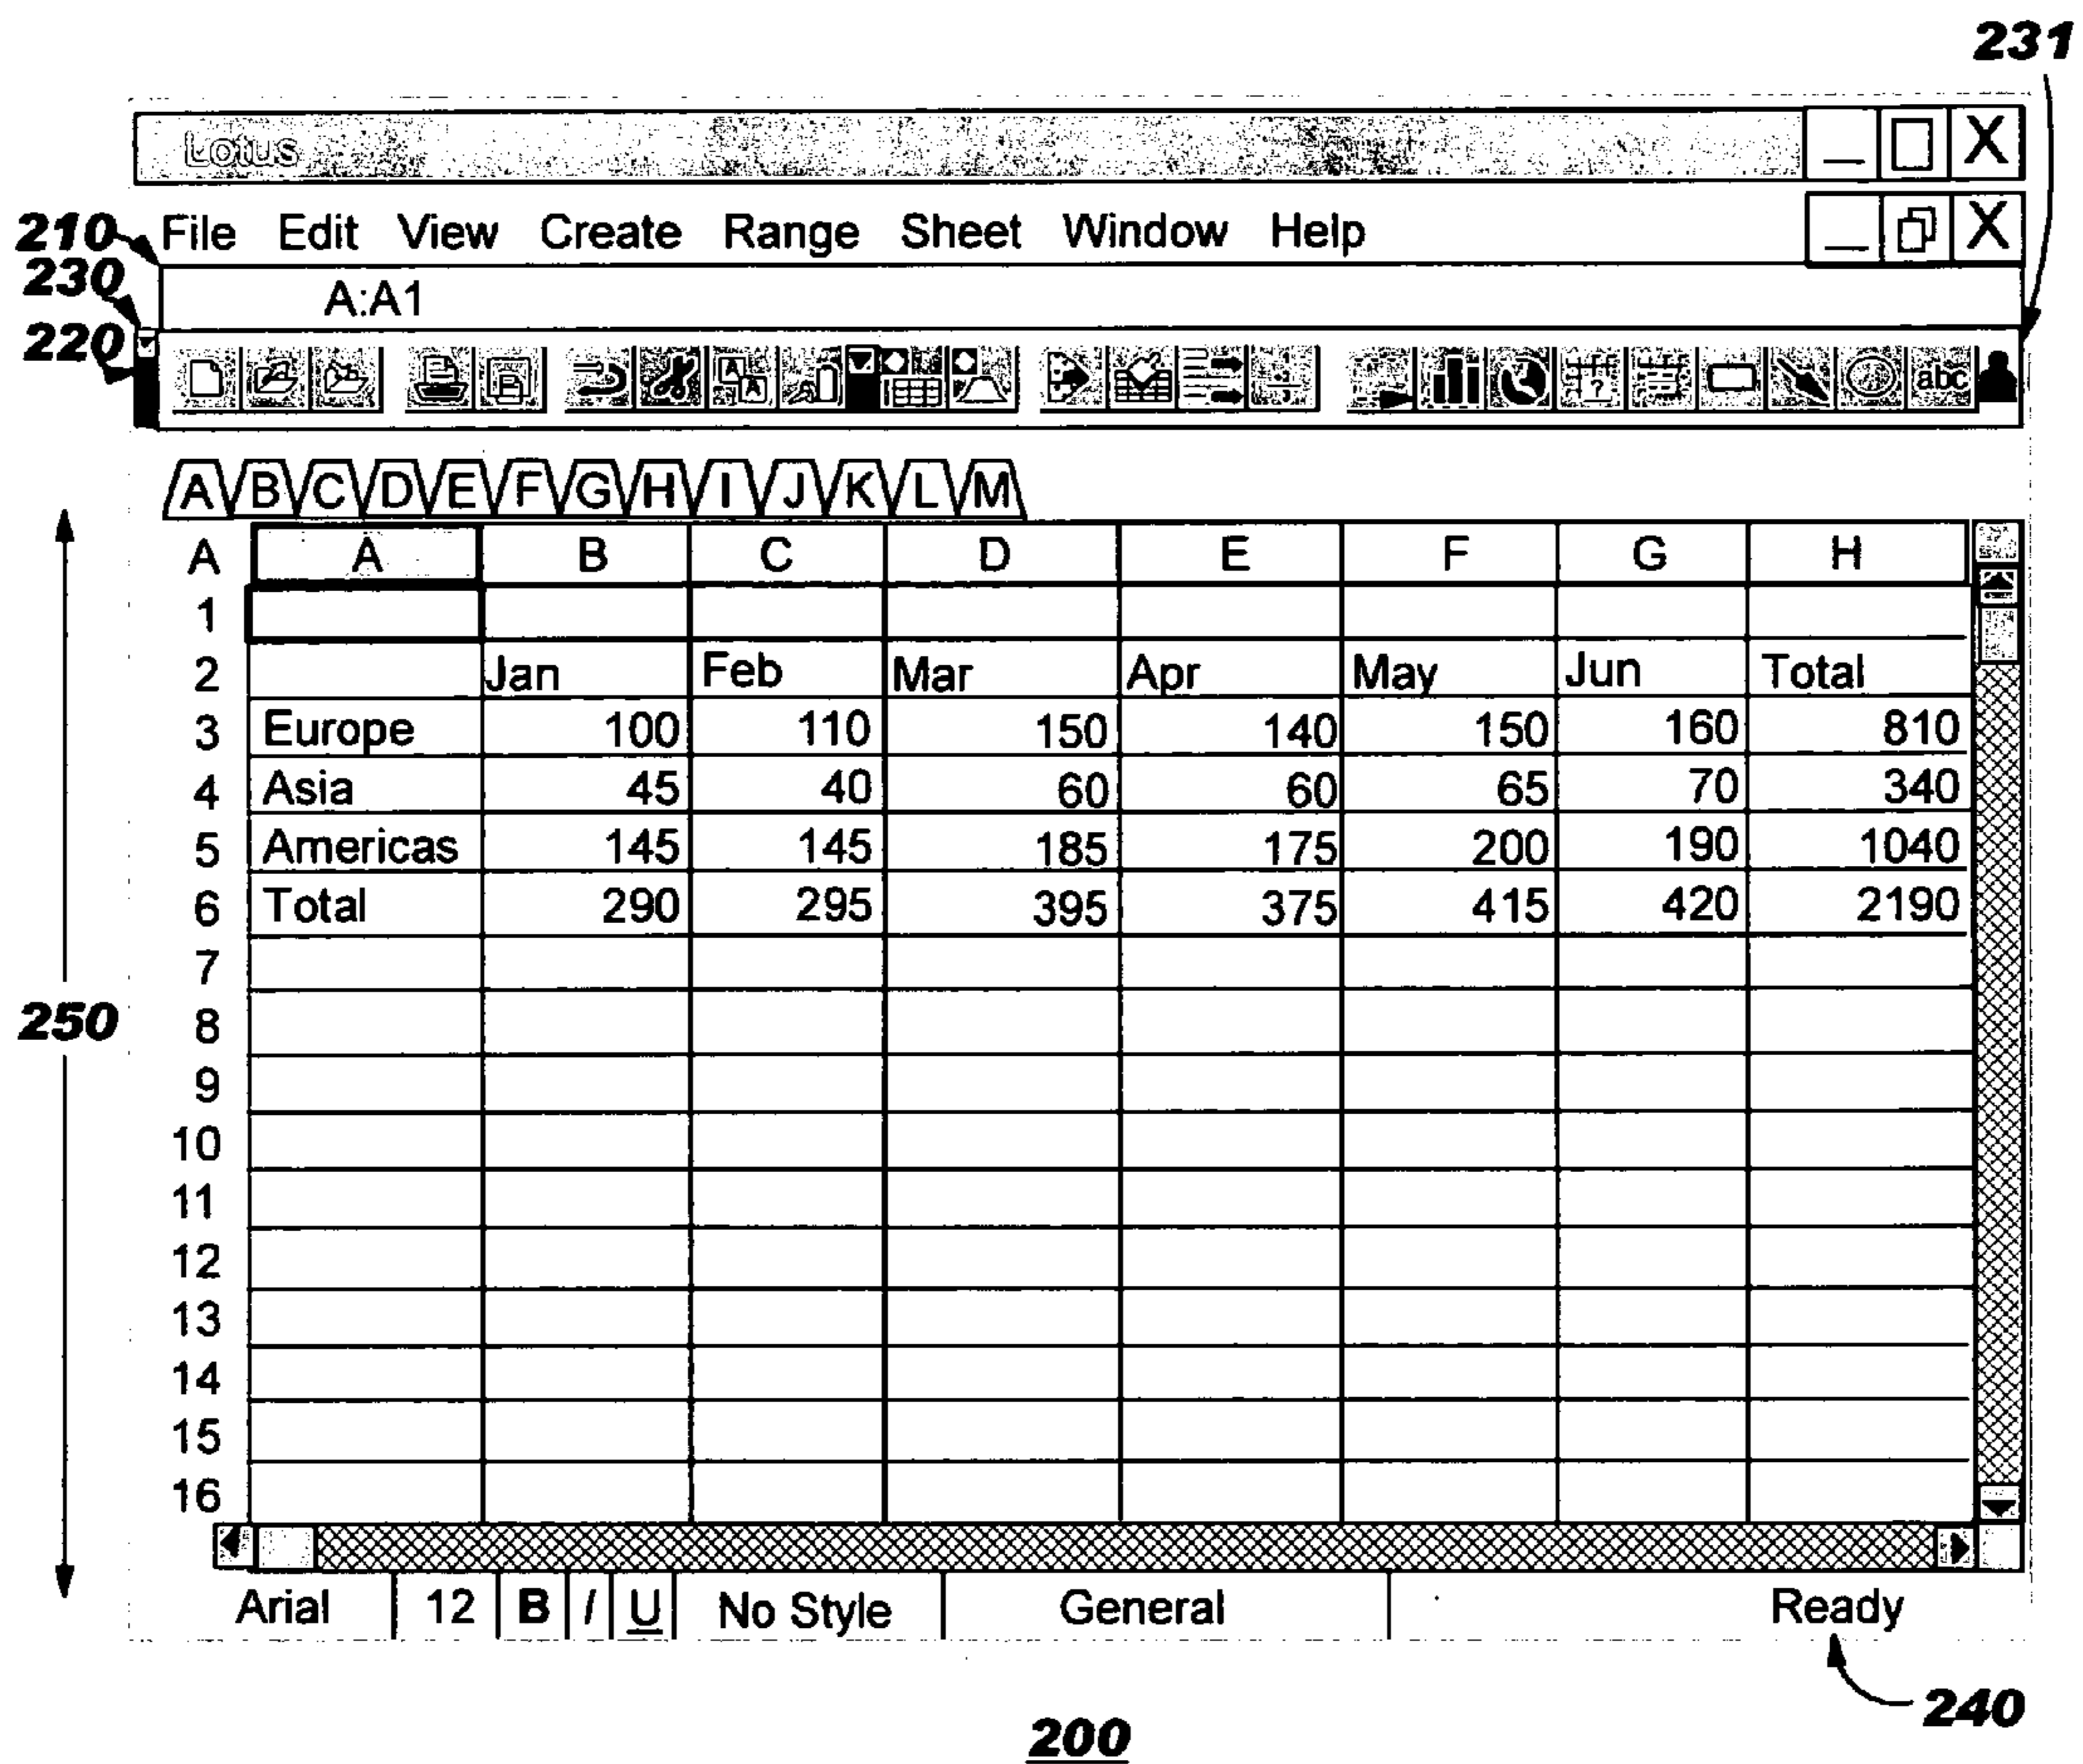 231
Lotus
210 File Edit View Create Range Sheet Window Help
230 A:A1
220 abc
A B C D E F G H I J K L M
A A B C D E F G H
1
2 Jan Feb Mar Apr May Jun Total
3 Europe 100 110 150 140 150 160 810
4 Asia 45 40 60 60 65 70 340
5 Americas 145 145 185 175 200 190 1040
6 Total 290 295 395 375 415 420 2190
7
250 8
9
10
11
12
13
14
15
16
Arial 12 B I U No Style General Ready
240
200